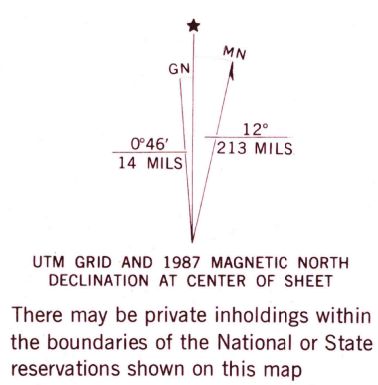 ★
MN
GN
0°46′
14 MILS
12°
213 MILS
UTM GRID AND 1987 MAGNETIC NORTH
DECLINATION AT CENTER OF SHEET
There may be private inholdings within
the boundaries of the National or State
reservations shown on this map